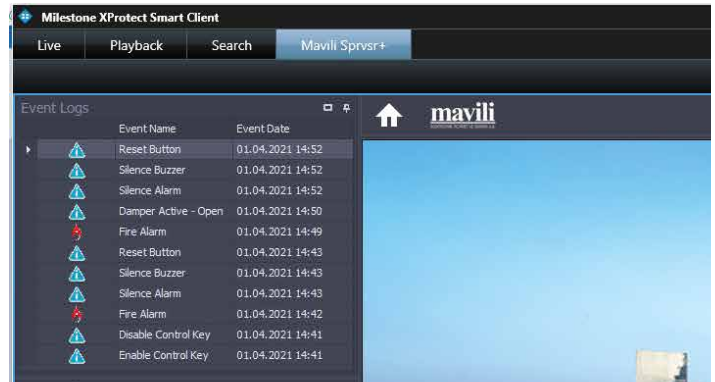 Milestone XProtect Smart Client
Live Playback Search Mavili Sprvsr+
Event Logs
mavili
Event Name Event Date
Reset Button 01.04.2021 14:52
Silence Buzzer 01.04.2021 14:52
Silence Alarm 01.04.2021 14:52
Damper Active - Open 01.04.2021 14:50
Fire Alarm 01.04.2021 14:49
Reset Button 01.04.2021 14:43
Silence Buzzer 01.04.2021 14:43
Silence Alarm 01.04.2021 14:43
Fire Alarm 01.04.2021 14:42
Disable Control Key 01.04.2021 14:41
Enable Control Key 01.04.2021 14:41